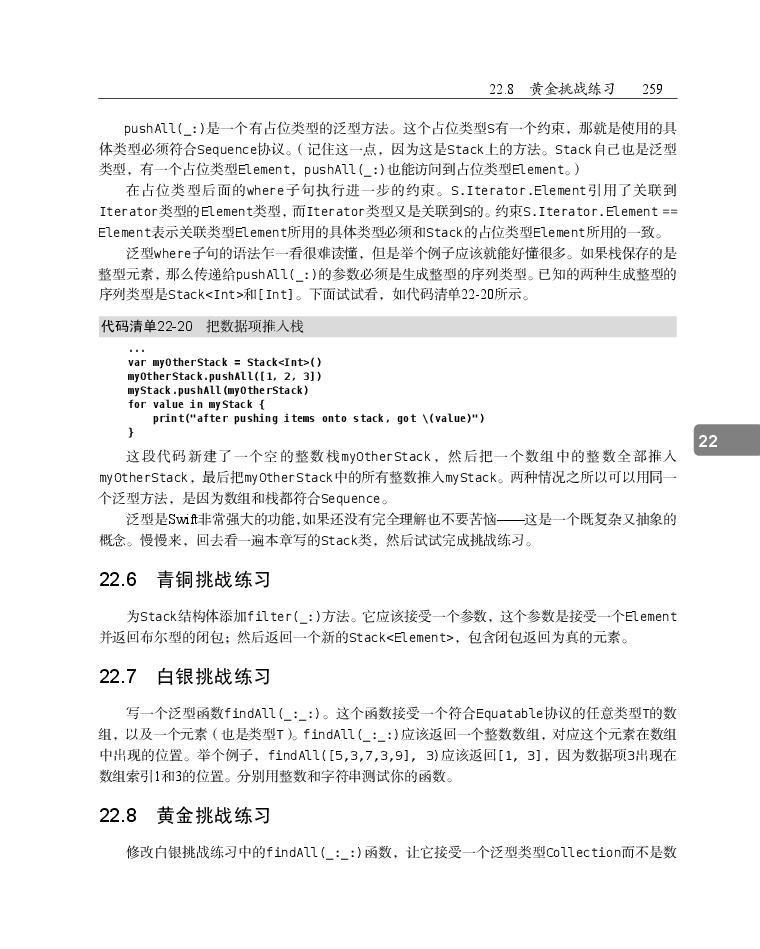 22.8 黄金挑战练习 259
pushAll(_:)是一个有占位类型的泛型方法。这个占位类型S有一个约束，那就是使用的具
体类型必须符合Sequence协议。（记住这一点，因为这是Stack上的方法。Stack自己也是泛型
类型，有一个占位类型Element，pushAll(_:)也能访问到占位类型Element。）
在占位类型后面的where子句执行进一步的约束。S.Iterator.Element引用了关联到
Iterator类型的Element类型，而Iterator类型又是关联到S的。约束S.Iterator.Element ==
Element表示关联类型Element所用的具体类型必须和Stack的占位类型Element所用的一致。
泛型where子句的语法乍一看很难读懂，但是举个例子应该就能好懂很多。如果栈保存的是
整型元素，那么传递给pushAll(_:)的参数必须是生成整型的序列类型。已知的两种生成整型的
序列类型是Stack<Int>和[Int]。下面试试看，如代码清单22-20所示。
代码清单22-20 把数据项推入栈
...
var myOtherStack = Stack<Int>()
myOtherStack.pushAll([1, 2, 3])
myStack.pushAll(myOtherStack)
for value in myStack {
print("after pushing items onto stack, got \(value)")
}
22
这段代码新建了一个空的整数栈myOtherStack，然后把一个数组中的整数全部推入
myOtherStack，最后把myOtherStack中的所有整数推入myStack。两种情况之所以可以用同一
个泛型方法，是因为数组和栈都符合Sequence。
泛型是Swift非常强大的功能，如果还没有完全理解也不要苦恼——这是一个既复杂又抽象的
概念。慢慢来，回去看一遍本章写的Stack类，然后试试完成挑战练习。
22.6 青铜挑战练习
为Stack结构体添加filter(_:)方法。它应该接受一个参数，这个参数是接受一个Element
并返回布尔型的闭包；然后返回一个新的Stack<Element>，包含闭包返回为真的元素。
22.7 白银挑战练习
写一个泛型函数findAll(_:_:)。这个函数接受一个符合Equatable协议的任意类型T的数
组，以及一个元素（也是类型T）。findAll(_:_:)应该返回一个整数数组，对应这个元素在数组
中出现的位置。举个例子，findAll([5,3,7,3,9], 3)应该返回[1, 3]，因为数据项3出现在
数组索引1和3的位置。分别用整数和字符串测试你的函数。
22.8 黄金挑战练习
修改白银挑战练习中的findAll(_:_:)函数，让它接受一个泛型类型Collection而不是数